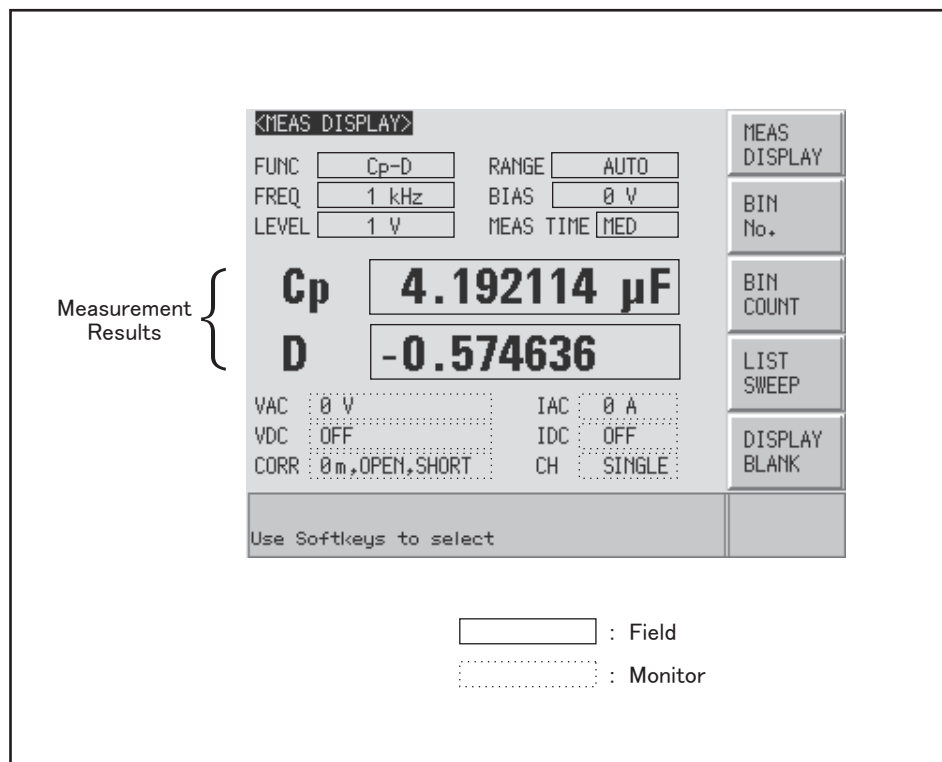 <MEAS DISPLAY>
FUNC Cp-D RANGE AUTO
FREQ 1 kHz BIAS 0 V
LEVEL 1 V MEAS TIME MED
Measurement
Results
Cp 4.192114 µF
D -0.574636
VAC 0 V IAC 0 A
VDC OFF IDC OFF
CORR 0 m,OPEN,SHORT CH SINGLE
MEAS
DISPLAY
BIN
No.
BIN
COUNT
LIST
SWEEP
DISPLAY
BLANK
Use Softkeys to select
: Field
: Monitor